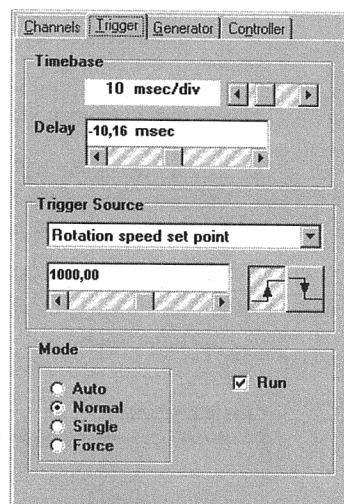 Channels Trigger Generator Controller
Timebase
10 msec/div
Delay
-10,16 msec
Trigger Source
Rotation speed set point
1000,00
Mode
Auto
Normal
Single
Force
Run